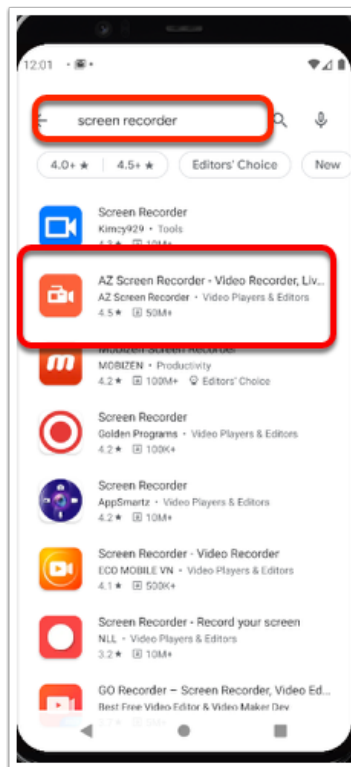 12:01
screen recorder
4.0+ ★ 4.5+ ★ Editors' Choice New
Screen Recorder
Kimcy929 • Tools
4.3★ 10M+
AZ Screen Recorder - Video Recorder, Liv...
AZ Screen Recorder • Video Players & Editors
4.5★ 50M+
Mobizen Screen Recorder
MOBIZEN • Productivity
4.2★ 100M+ Editors' Choice
Screen Recorder
Golden Programs • Video Players & Editors
4.2★ 100K+
Screen Recorder
AppSmartz • Video Players & Editors
4.2★ 10M+
Screen Recorder - Video Recorder
ECO MOBILE VN • Video Players & Editors
4.1★ 500K+
Screen Recorder - Record your screen
NLL • Video Players & Editors
3.2★ 10M+
GO Recorder – Screen Recorder, Video Ed...
Best Free Video Editor & Video Maker Dev